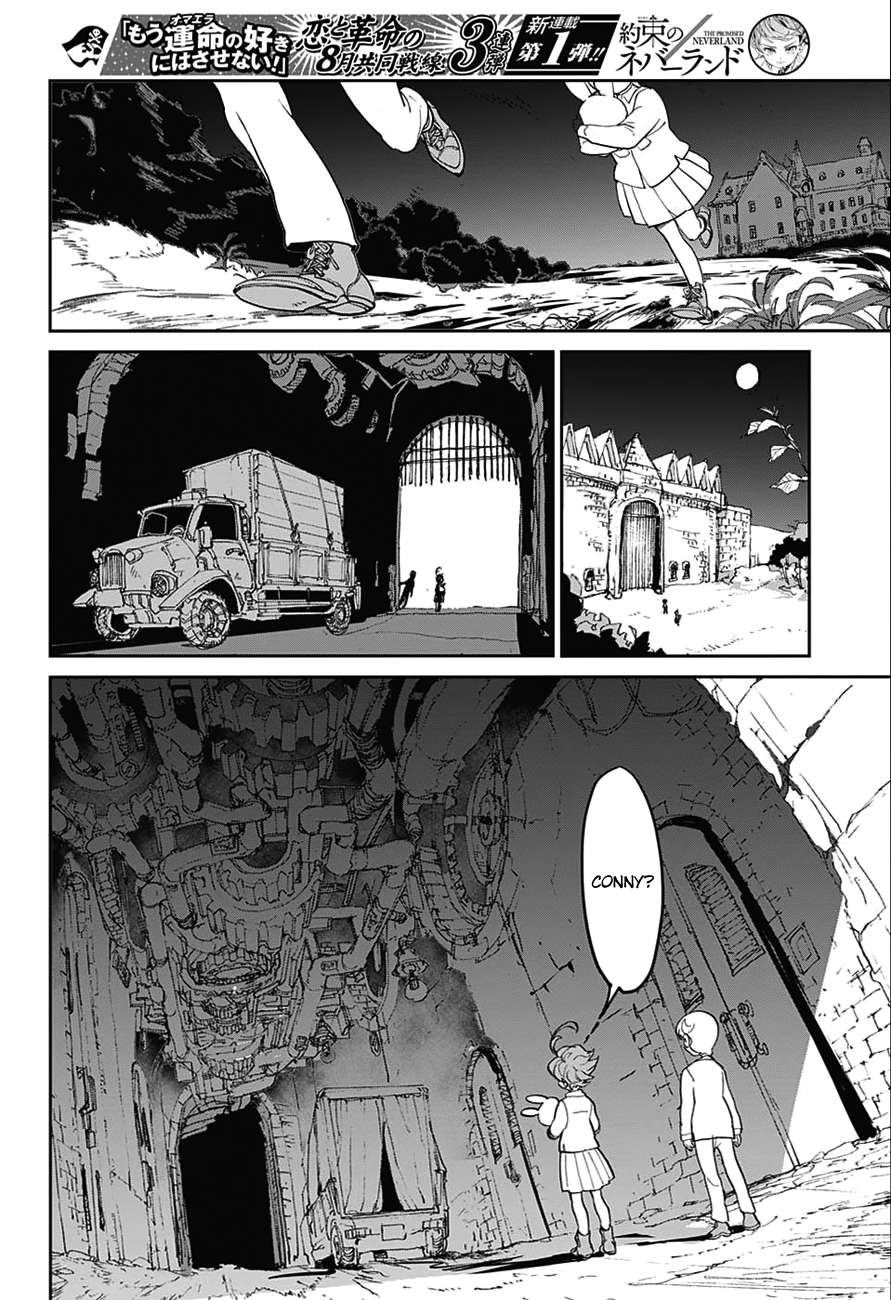 オマエラ
「もう運命の好き
にはさせない!」
恋と革命の
8月共同戦線
3連弾
新連載
第1弾!!
約束の
ネバーランド
THE PROMISED
NEVERLAND
CONNY?